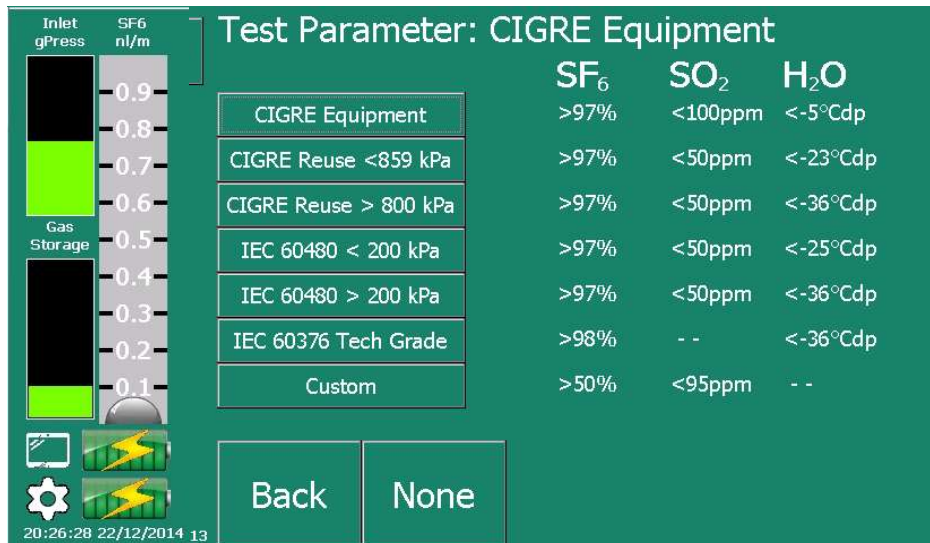 Inlet gPress
SF6 nl/m
Test Parameter: CIGRE Equipment
SF₆ SO₂ H₂O
CIGRE Equipment >97% <100ppm <-5°Cdp
CIGRE Reuse <859 kPa >97% <50ppm <-23°Cdp
CIGRE Reuse > 800 kPa >97% <50ppm <-36°Cdp
IEC 60480 < 200 kPa >97% <50ppm <-25°Cdp
IEC 60480 > 200 kPa >97% <50ppm <-36°Cdp
IEC 60376 Tech Grade >98% -- <-36°Cdp
Custom >50% <95ppm --
0.9
0.8
0.7
0.6
0.5
0.4
0.3
0.2
0.1
Gas
Storage
Back None
20:26:28 22/12/2014 13